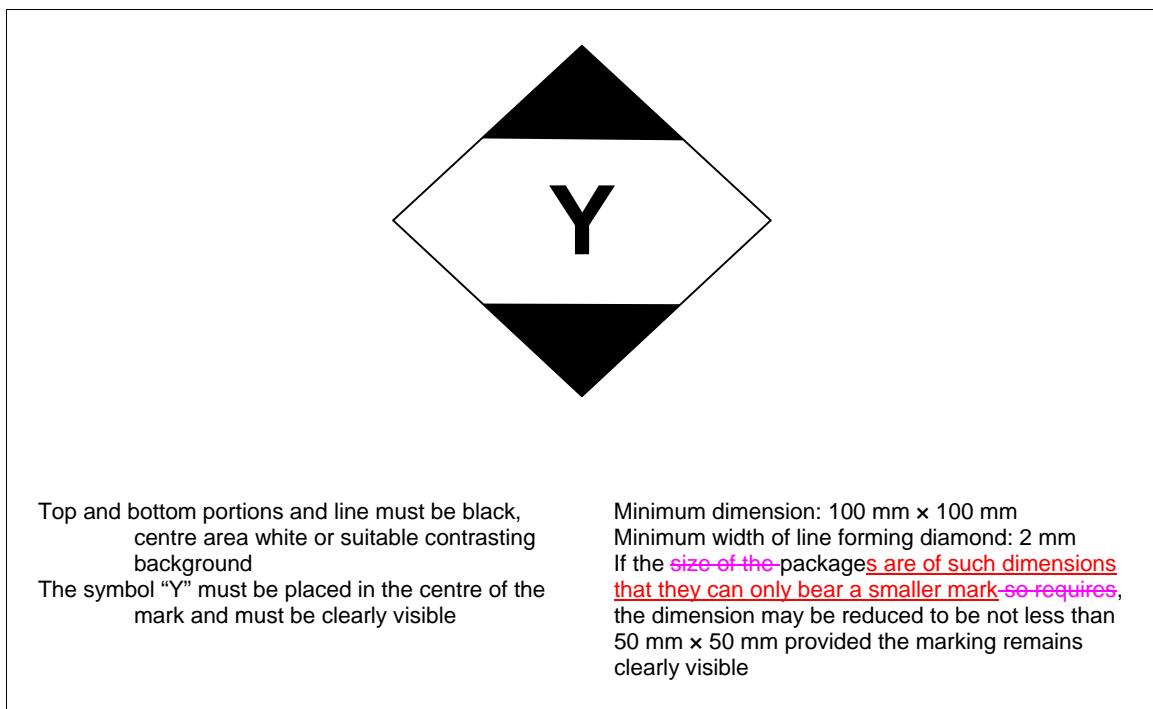 Y
Top and bottom portions and line must be black,
centre area white or suitable contrasting
background
The symbol “Y” must be placed in the centre of the
mark and must be clearly visible
Minimum dimension: 100 mm × 100 mm
Minimum width of line forming diamond: 2 mm
If the size of the packages are of such dimensions
that they can only bear a smaller mark so requires,
the dimension may be reduced to be not less than
50 mm × 50 mm provided the marking remains
clearly visible